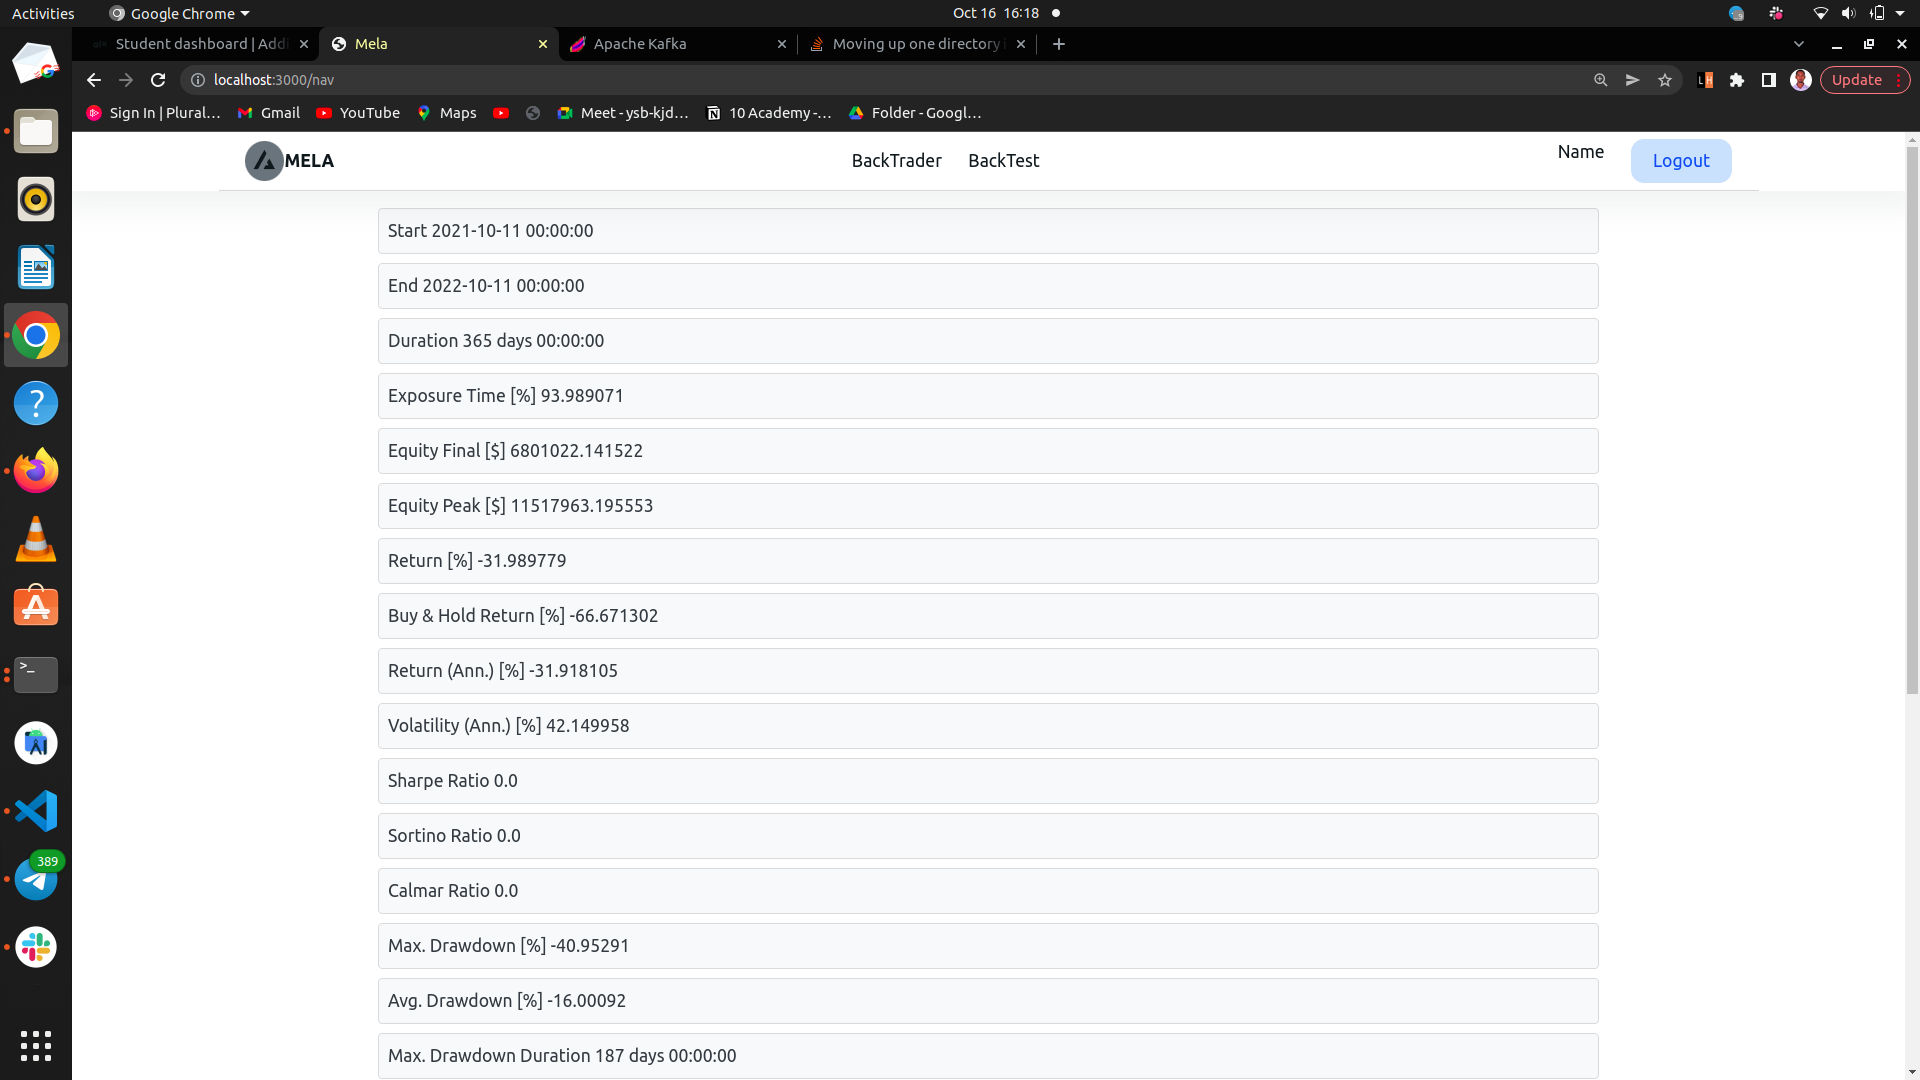 Activities
Google Chrome
Oct 16 16:18
Mela
Apache Kafka
Moving up one directory
localhost:3000/nav
Update
Sign In | Plural…
Gmail
YouTube
Maps
Meet - ysb-kjd…
10 Academy -…
Folder - Googl…
Student dashboard | Addi
MELA
BackTrader
BackTest
Name
Logout
Start 2021-10-11 00:00:00
End 2022-10-11 00:00:00
Duration 365 days 00:00:00
Exposure Time [%] 93.989071
Equity Final [$] 6801022.141522
Equity Peak [$] 11517963.195553
Return [%] -31.989779
Buy & Hold Return [%] -66.671302
Return (Ann.) [%] -31.918105
Volatility (Ann.) [%] 42.149958
Sharpe Ratio 0.0
Sortino Ratio 0.0
Calmar Ratio 0.0
Max. Drawdown [%] -40.95291
Avg. Drawdown [%] -16.00092
Max. Drawdown Duration 187 days 00:00:00
389